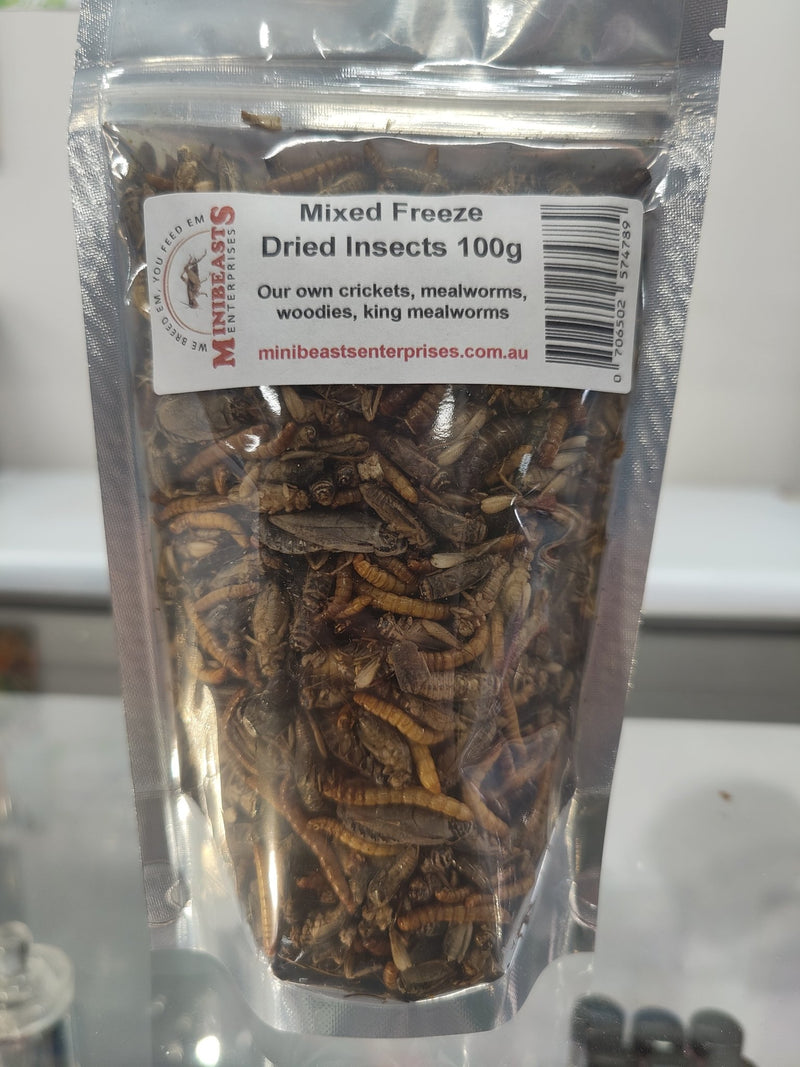 WE BREED EM, YOU FEED EM
MINIBEASTS
ENTERPRISES
Mixed Freeze
Dried Insects 100g
Our own crickets, mealworms,
woodies, king mealworms
minibeastsenterprises.com.au
0 706502 574789